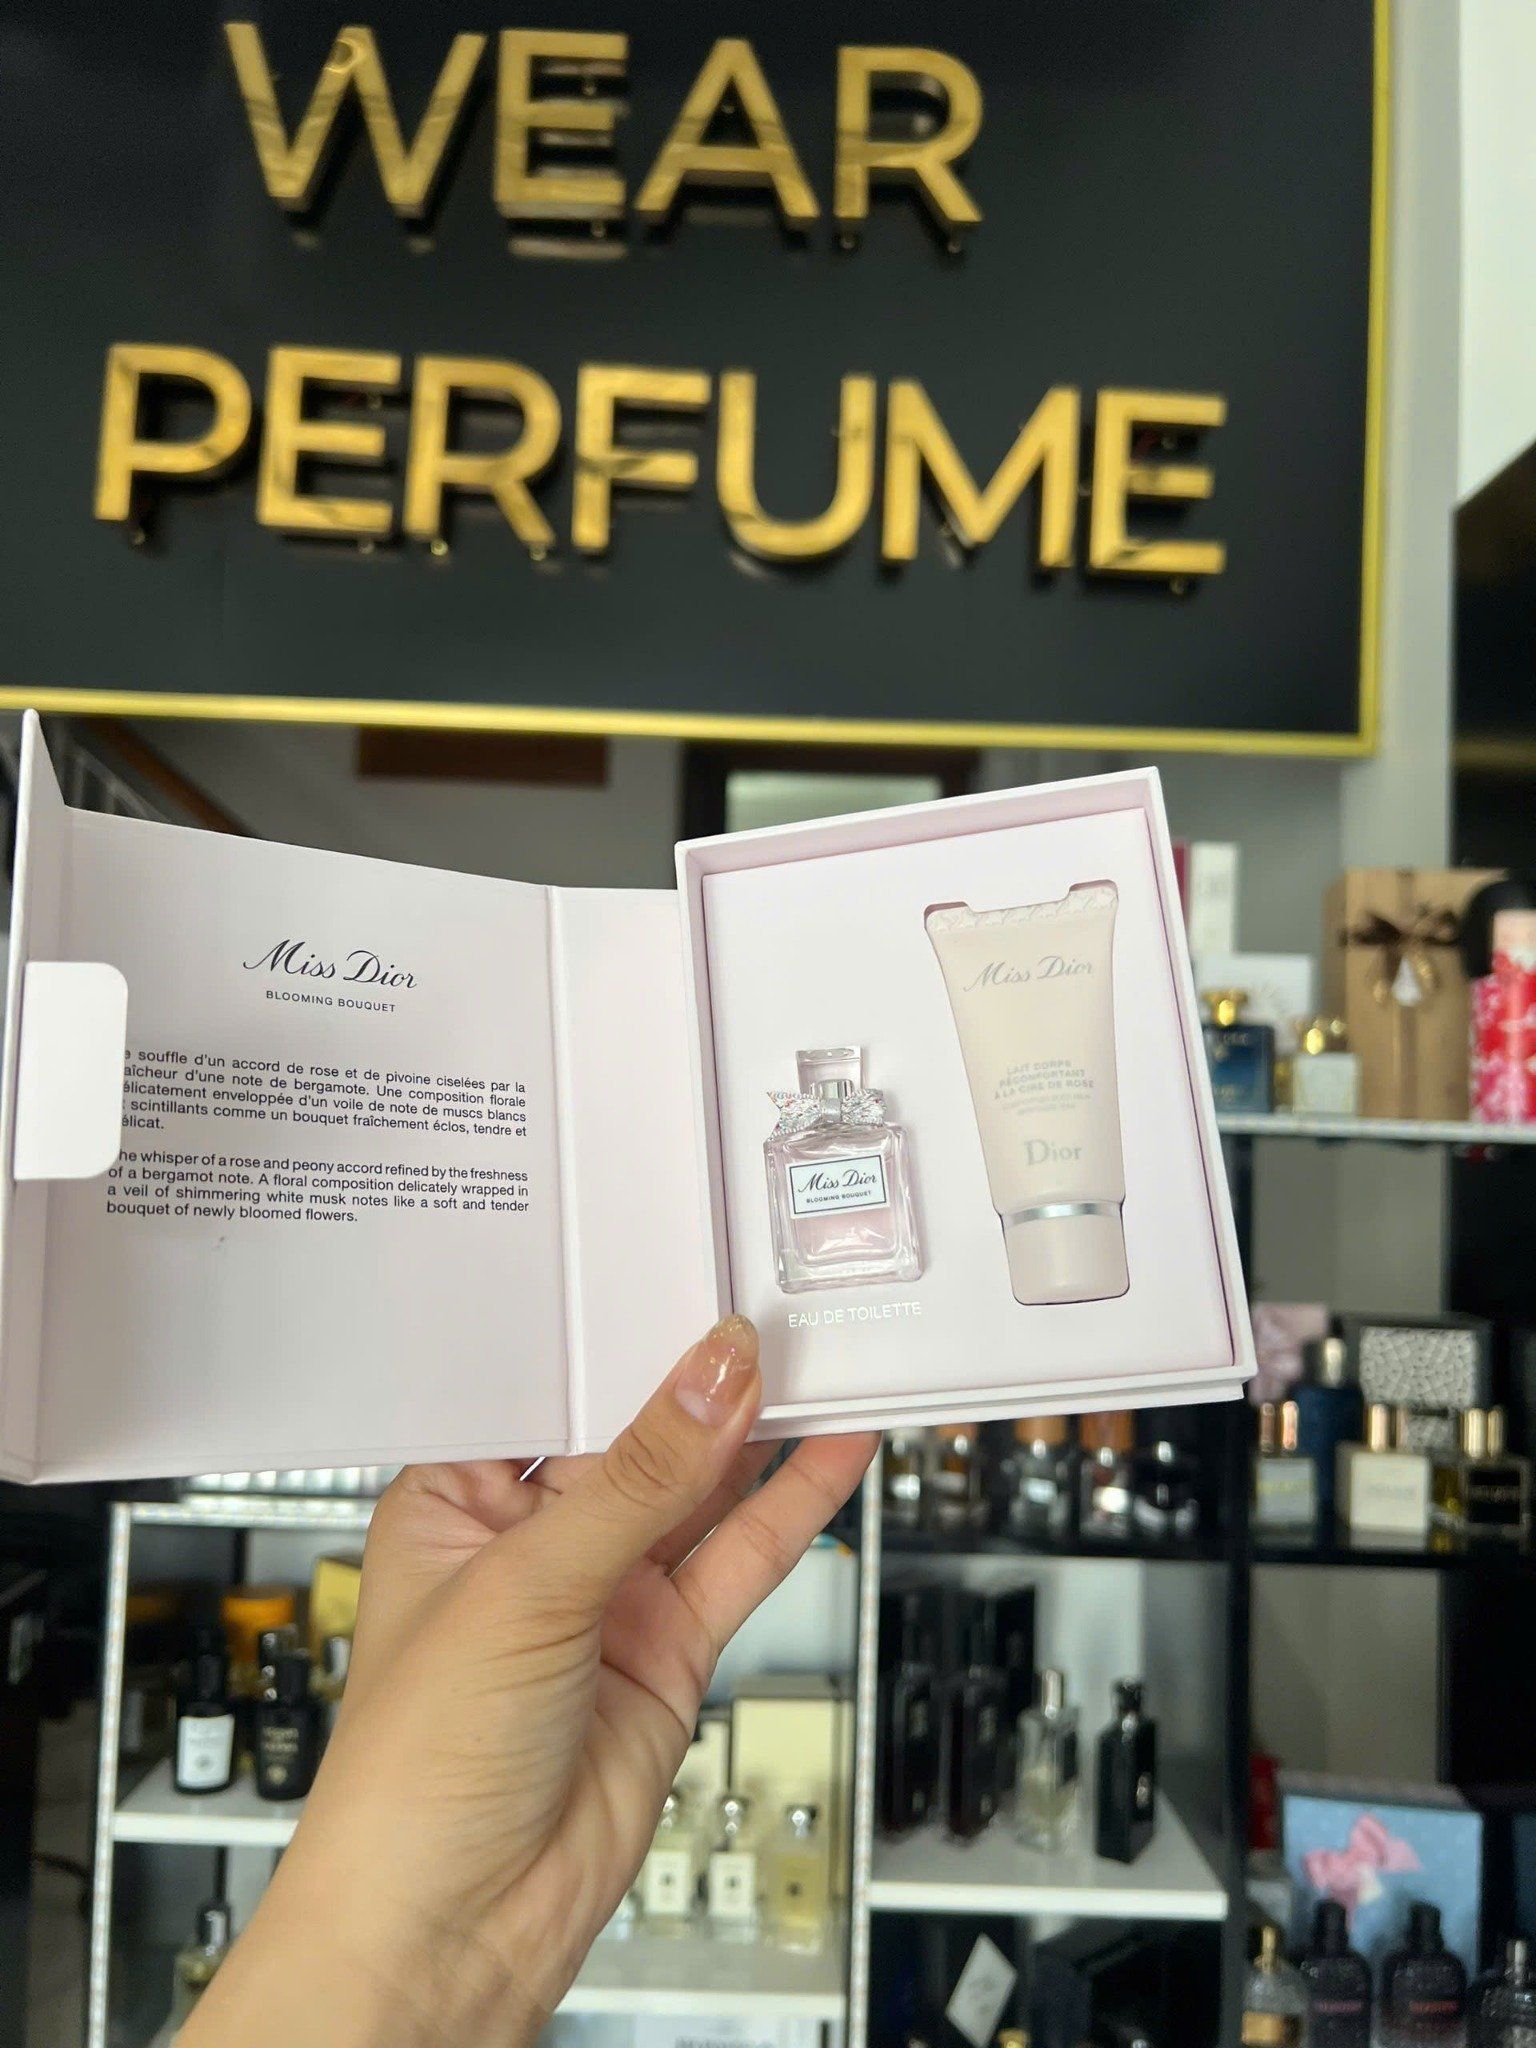 WEAR
PERFUME
Miss Dior
BLOOMING BOUQUET
souffle d'un accord de rose et de pivoine ciselées par la
d'une note de bergamote. Une composition florale
enveloppée d'un voile de note de muscs blancs
scintillants comme un bouquet fraîchement éclos, tendre et
whisper of a rose and peony accord refined by the freshness
of a bergamot note. A floral composition delicately wrapped in
a veil of shimmering white musk notes like a soft and tender
bouquet of newly bloomed flowers.
Miss Dior
BLOOMING BOUQUET
EAU DE TOILETTE
Miss Dior
LAIT CORPS
RÉCONFORTANT
À LA CIRE DE ROSE
Dior